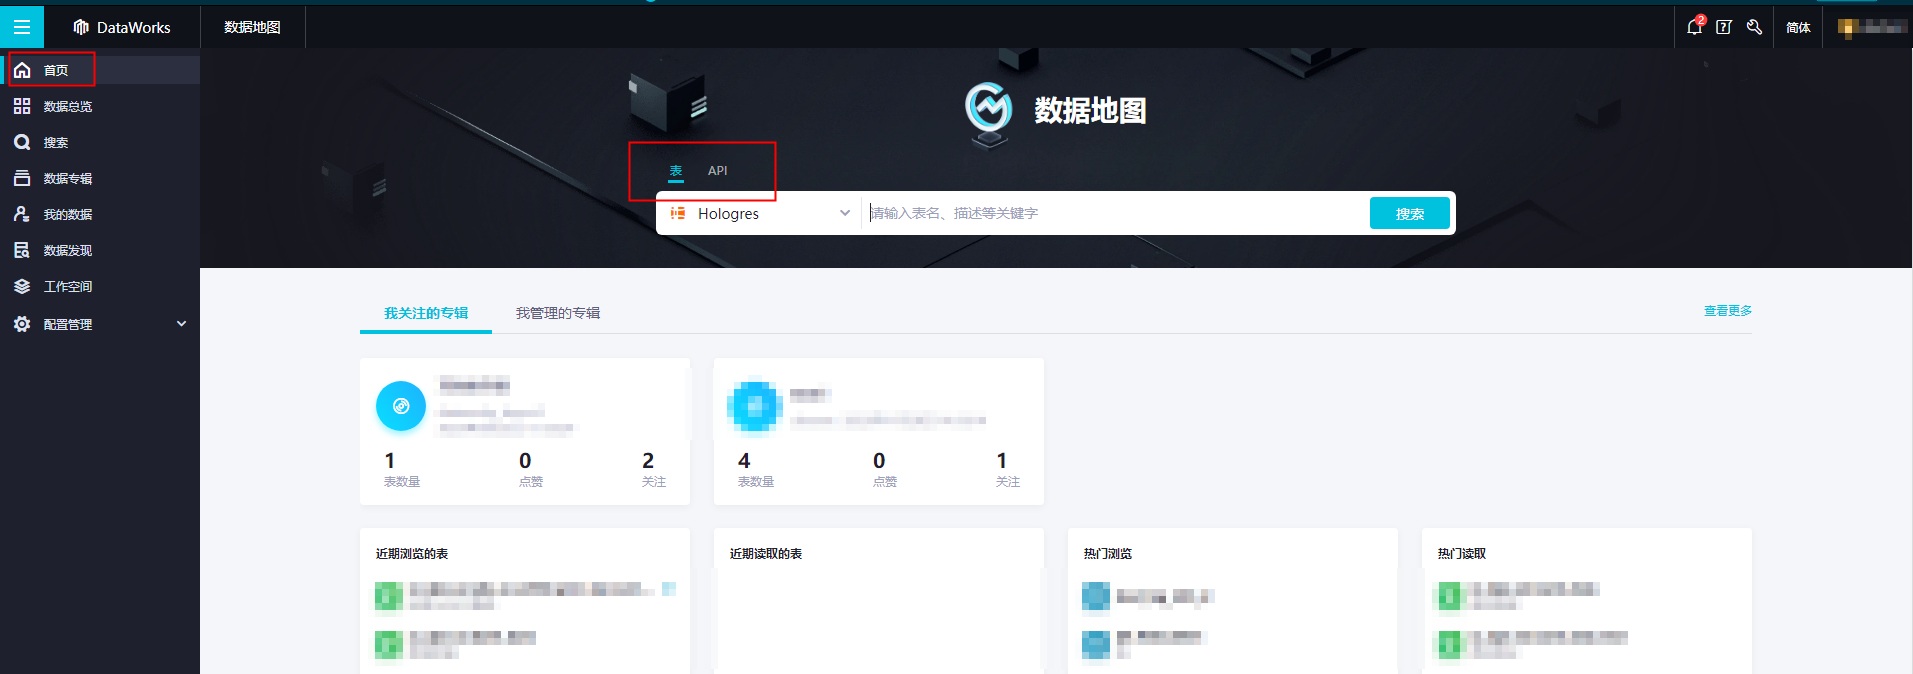 DataWorks
数据地图
2
简体
首页
数据总览
搜索
数据专辑
我的数据
数据发现
工作空间
配置管理
数据地图
表
API
Hologres
请输入表名、描述等关键字
搜索
我关注的专辑
我管理的专辑
查看更多
1
0
2
表数量
点赞
关注
4
0
1
表数量
点赞
关注
近期浏览的表
近期读取的表
热门浏览
热门读取